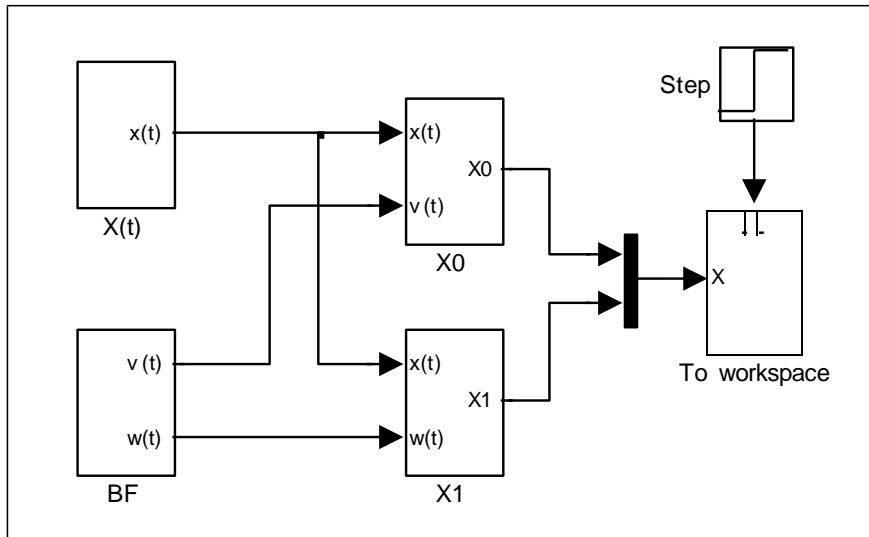 Step
x(t)
X(t)
x(t)
v (t)
X0
X0
X
To workspace
v (t)
w(t)
BF
x(t)
w(t)
X1
X1